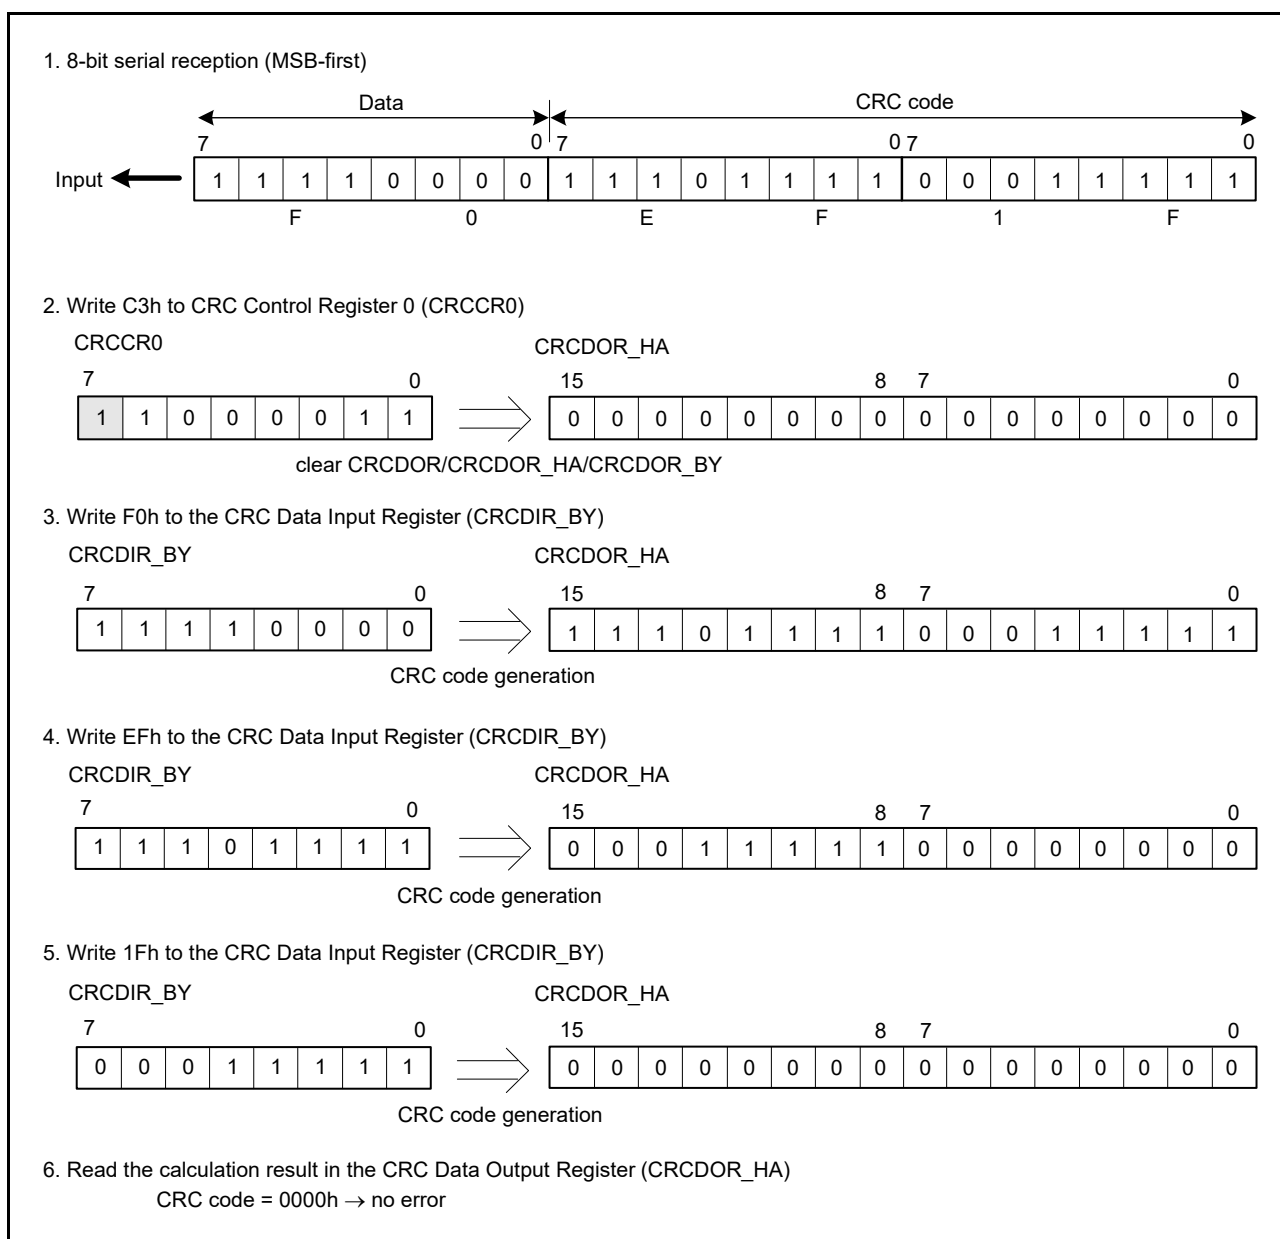 1. 8-bit serial reception (MSB-first)
Data CRC code
7 0 7 0 7 0
Input 1 1 1 1 0 0 0 0 1 1 1 0 1 1 1 1 0 0 0 1 1 1 1 1
F 0 E F 1 F
2. Write C3h to CRC Control Register 0 (CRCCR0)
CRCCR0 CRCDOR_HA
7 0 15 8 7 0
1 1 0 0 0 0 1 1 0 0 0 0 0 0 0 0 0 0 0 0 0 0 0 0
clear CRCDOR/CRCDOR_HA/CRCDOR_BY
3. Write F0h to the CRC Data Input Register (CRCDIR_BY)
CRCDIR_BY CRCDOR_HA
7 0 15 8 7 0
1 1 1 1 0 0 0 0 1 1 1 0 1 1 1 1 0 0 0 1 1 1 1 1
CRC code generation
4. Write EFh to the CRC Data Input Register (CRCDIR_BY)
CRCDIR_BY CRCDOR_HA
7 0 15 8 7 0
1 1 1 0 1 1 1 1 0 0 0 1 1 1 1 1 0 0 0 0 0 0 0 0
CRC code generation
5. Write 1Fh to the CRC Data Input Register (CRCDIR_BY)
CRCDIR_BY CRCDOR_HA
7 0 15 8 7 0
0 0 0 1 1 1 1 1 0 0 0 0 0 0 0 0 0 0 0 0 0 0 0 0
CRC code generation
6. Read the calculation result in the CRC Data Output Register (CRCDOR_HA)
CRC code = 0000h → no error